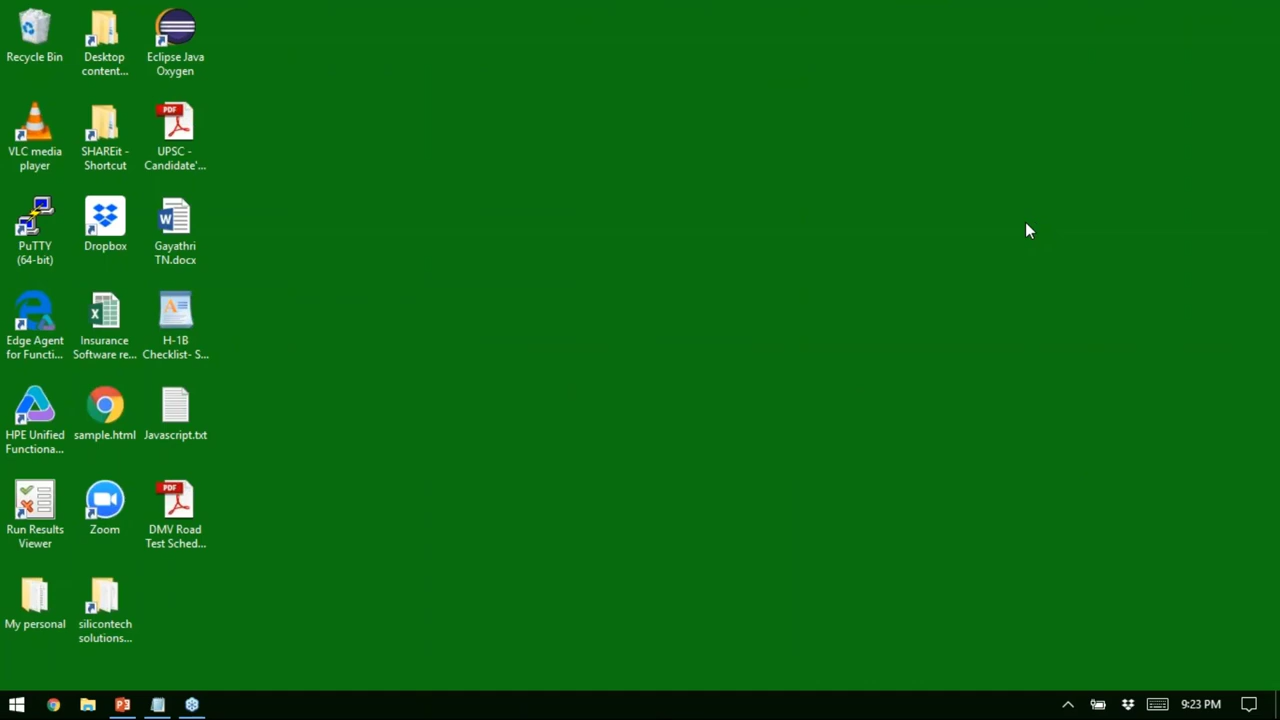 Recycle Bin
Desktop
content...
Eclipse Java
Oxygen
VLC media
player
SHAREit -
Shortcut
PDF
UPSC -
Candidate'...
PuTTY
(64-bit)
Dropbox
W
Gayathri
TN.docx
Edge Agent
for Functi...
X
Insurance
Software re...
A
H-1B
Checklist- S...
HPE Unified
Functiona...
sample.html
Javascript.txt
Run Results
Viewer
Zoom
PDF
DMV Road
Test Sched...
My personal
silicontech
solutions...
9:23 PM